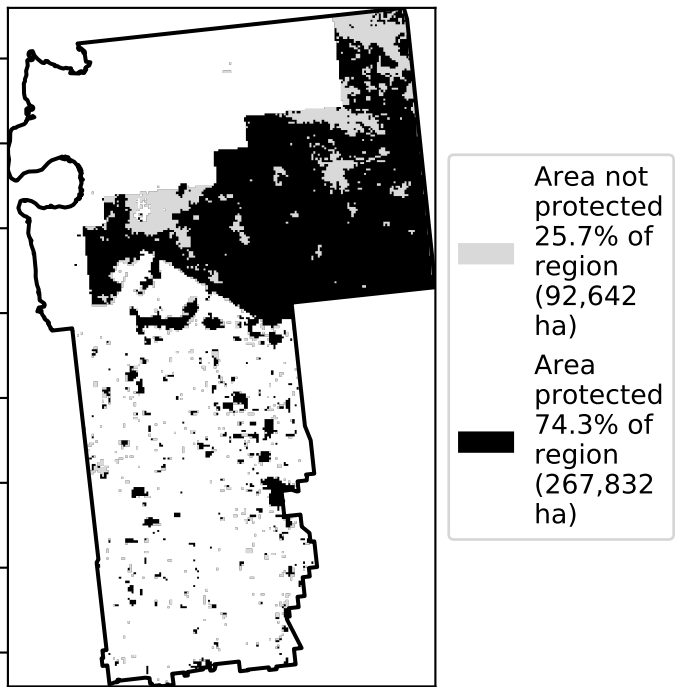 Area not
protected
25.7% of
region
(92,642
ha)
Area
protected
74.3% of
region
(267,832
ha)